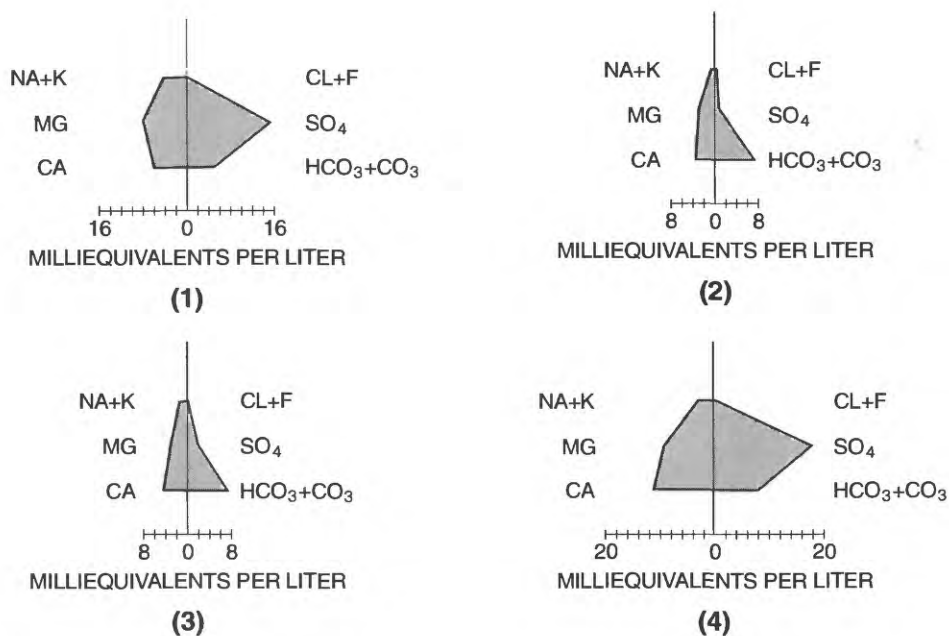 NA+K CL+F
MG SO4
CA HCO3+CO3
16 0 16
MILLIEQUIVALENTS PER LITER
(1)
NA+K CL+F
MG SO4
CA HCO3+CO3
8 0 8
MILLIEQUIVALENTS PER LITER
(2)
NA+K CL+F
MG SO4
CA HCO3+CO3
8 0 8
MILLIEQUIVALENTS PER LITER
(3)
NA+K CL+F
MG SO4
CA HCO3+CO3
20 0 20
MILLIEQUIVALENTS PER LITER
(4)